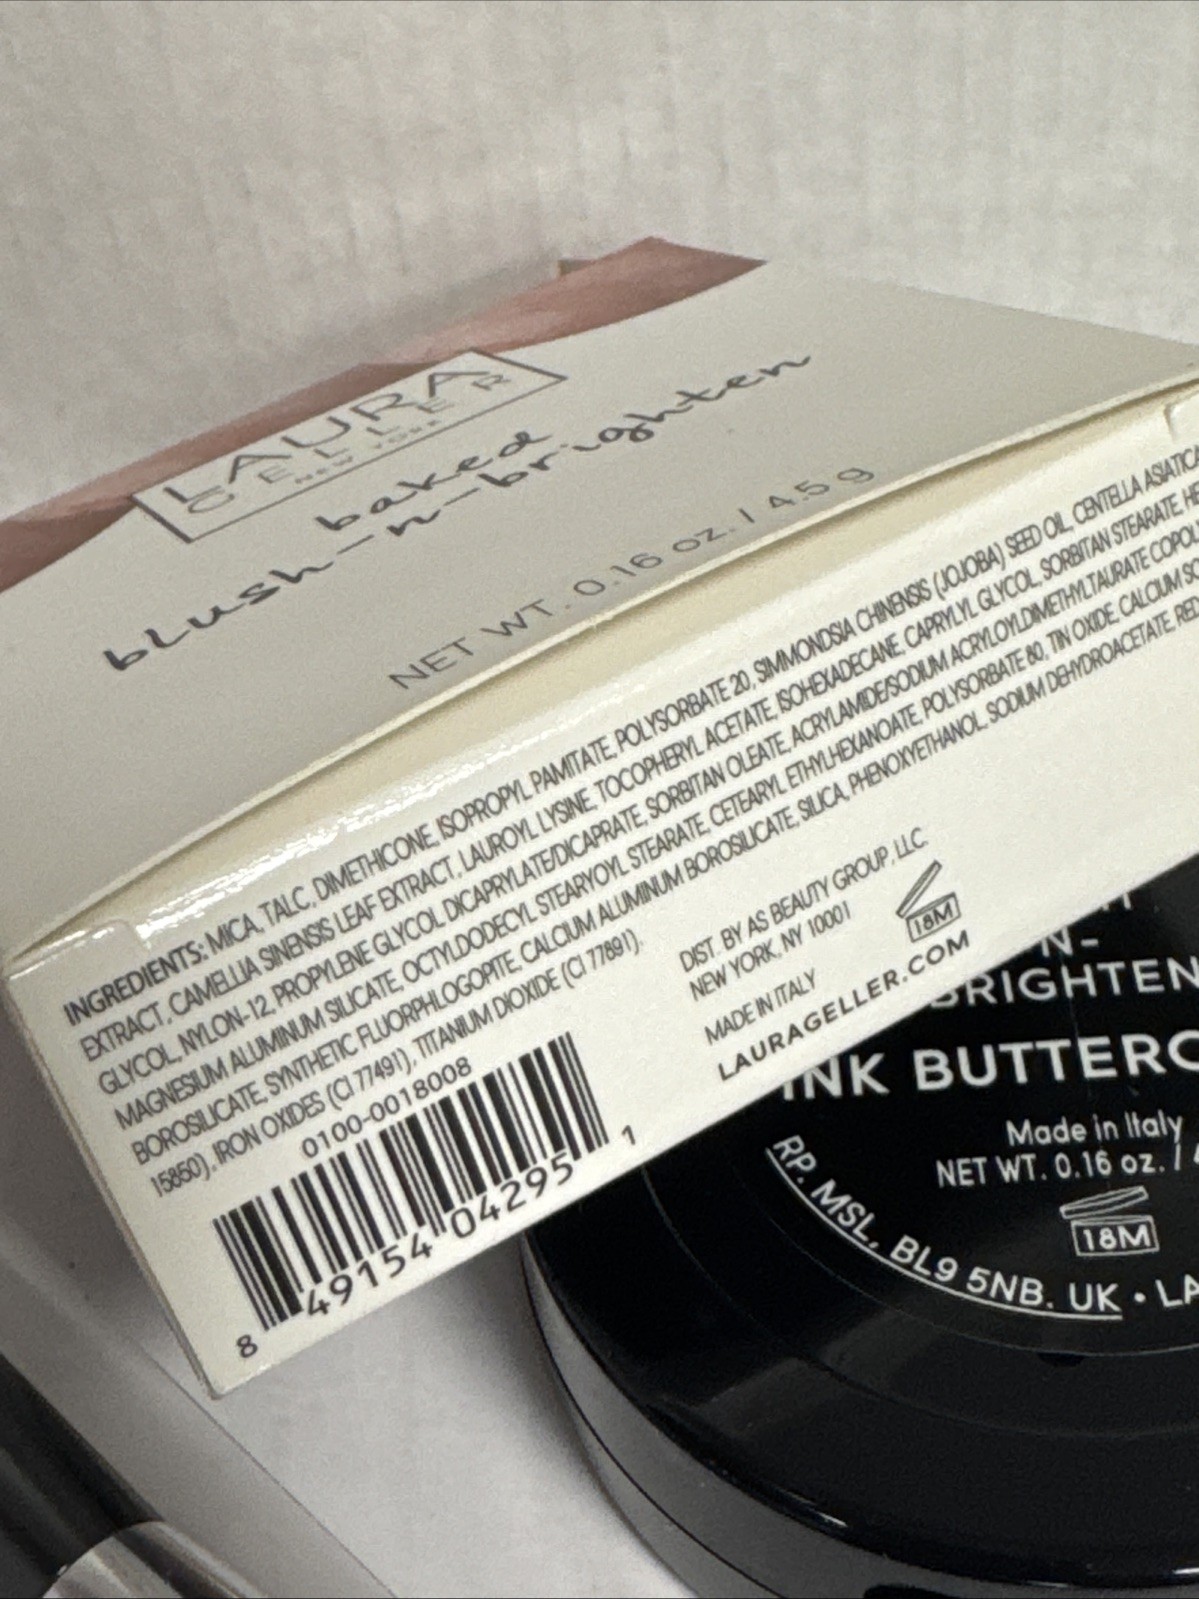 LAURA
GELLER
NEW YORK
baked
blush-n-brighten
NET WT. 0.16 oz. / 4.5 g
INGREDIENTS: MICA, TALC, DIMETHICONE, ISOPROPYL PAMITATE, POLYSORBATE 20, SIMMONDSIA CHINENSIS (JOJOBA) SEED OIL, CENTELLA ASIATICA
EXTRACT, CAMELLIA SINENSIS LEAF EXTRACT, LAUROYL LYSINE, TOCOPHERYL ACETATE, ISOHEXADECANE, CAPRYLYL GLYCOL, SORBITAN STEARATE, HE
GLYCOL, NYLON-12, PROPYLENE GLYCOL DICAPRYLATE/DICAPRATE, SORBITAN OLEATE, ACRYLAMIDE/SODIUM ACRYLOYLDIMETHYLTAURATE COPOL
MAGNESIUM ALUMINUM SILICATE, OCTYLDODECYL STEARYOYL STEARATE, CETEARYL ETHYLHEXANOATE, POLYSORBATE 80, TIN OXIDE, CALCIUM SO
BOROSILICATE, SYNTHETIC FLUORPHLOGOPITE, CALCIUM ALUMINUM BOROSILICATE, SILICA, PHENOXYETHANOL, SODIUM DEHYDROACETATE, RED
15850), IRON OXIDES (CI 77491), TITANIUM DIOXIDE (CI 77891).
0100-0018008
8 49154 04295 1
DIST. BY AS BEAUTY GROUP, LLC.
NEW YORK, NY 10001
18M
MADE IN ITALY
LAURAGELLER.COM
N-
BRIGHTEN
INK BUTTERC
Made in Italy
NET WT. 0.16 oz. / 4
18M
RP. MSL, BL9 5NB. UK • LA